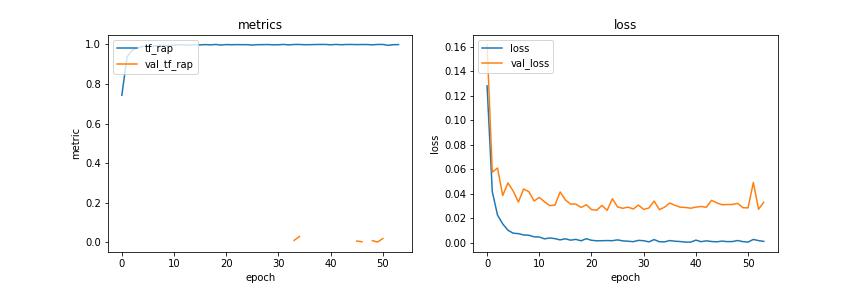 metrics
1.0
0.8
0.6
0.4
0.2
0.0
metric
tf_rap
val_tf_rap
0 10 20 30 40 50
epoch
loss
0.16
0.14
0.12
0.10
0.08
0.06
0.04
0.02
0.00
loss
loss
val_loss
0 10 20 30 40 50
epoch